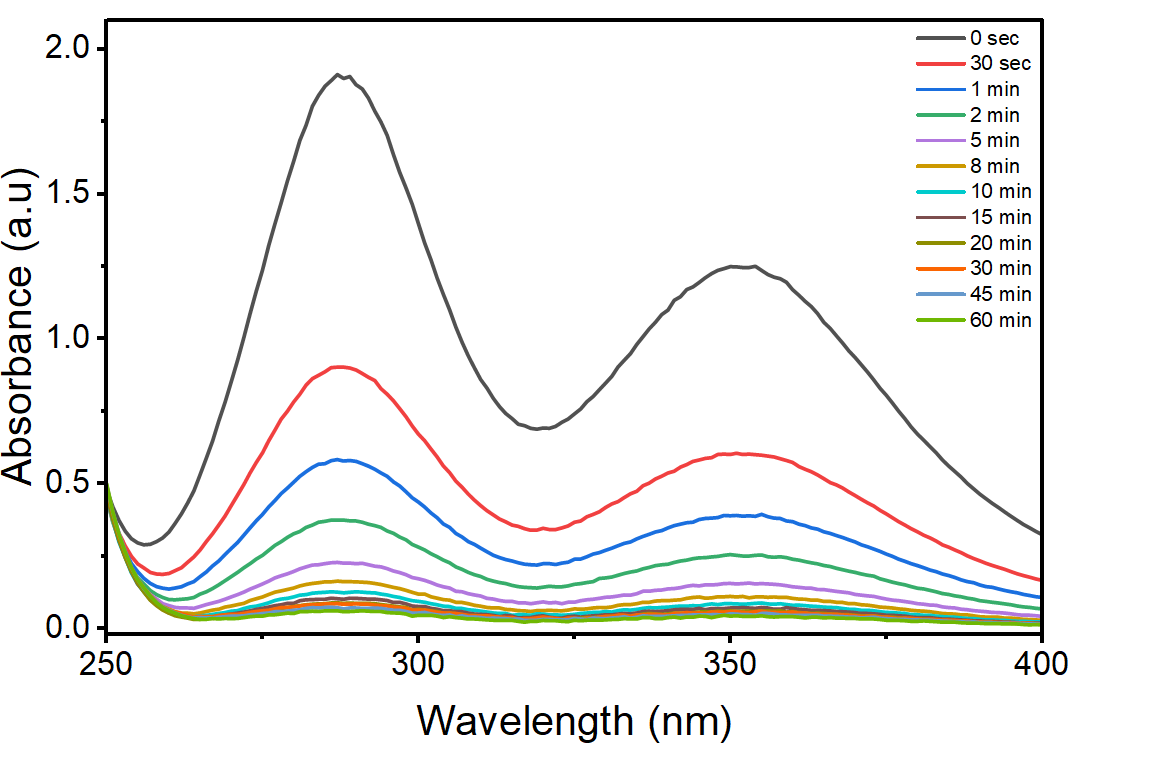 2.0
1.5
1.0
0.5
0.0
Absorbance (a.u)
250
300
350
400
Wavelength (nm)
0 sec
30 sec
1 min
2 min
5 min
8 min
10 min
15 min
20 min
30 min
45 min
60 min